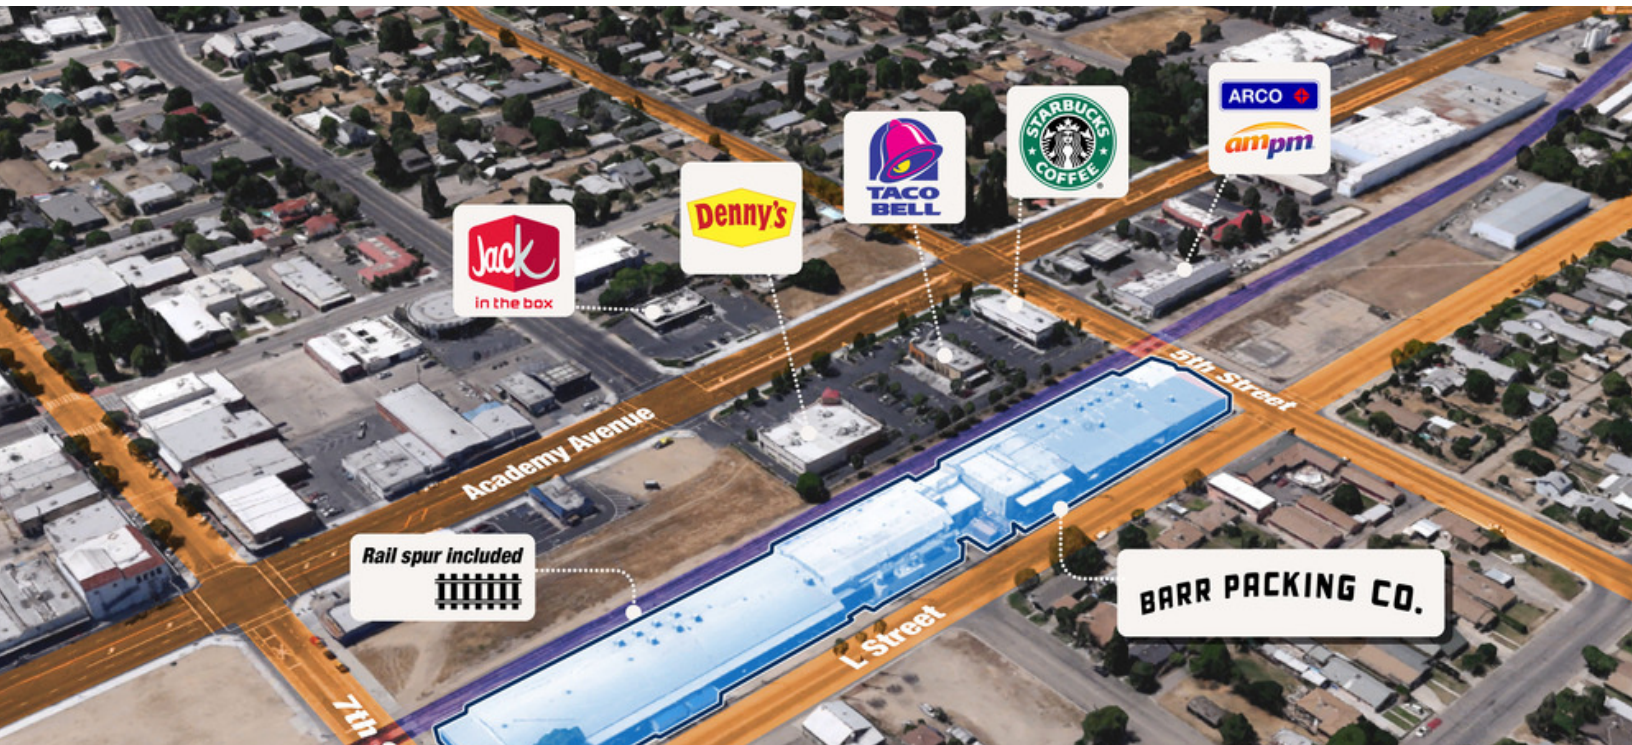 ARCO
ampm
STARBUCKS
COFFEE
®
TACO
BELL
Denny's
Jack
in the box
5th Street
Academy Avenue
Rail spur included
BARR PACKING CO.
L Street
7th